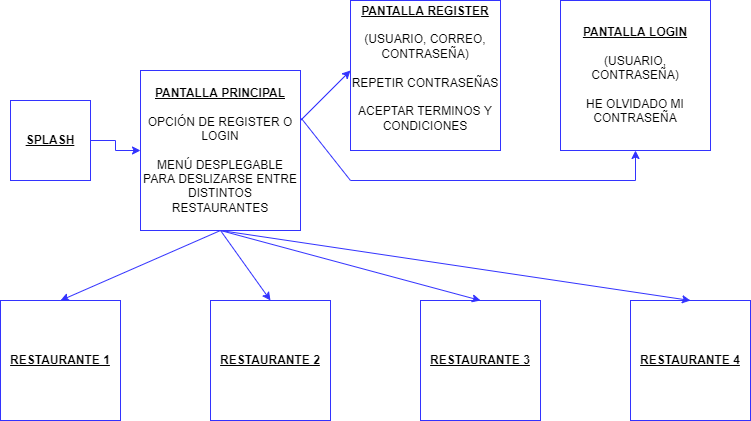 SPLASH
PANTALLA PRINCIPAL
OPCIÓN DE REGISTER O
LOGIN
MENÚ DESPLEGABLE
PARA DESLIZARSE ENTRE
DISTINTOS
RESTAURANTES
PANTALLA REGISTER
(USUARIO, CORREO,
CONTRASEÑA)
REPETIR CONTRASEÑAS
ACEPTAR TERMINOS Y
CONDICIONES
PANTALLA LOGIN
(USUARIO,
CONTRASEÑA)
HE OLVIDADO MI
CONTRASEÑA
RESTAURANTE 1
RESTAURANTE 2
RESTAURANTE 3
RESTAURANTE 4